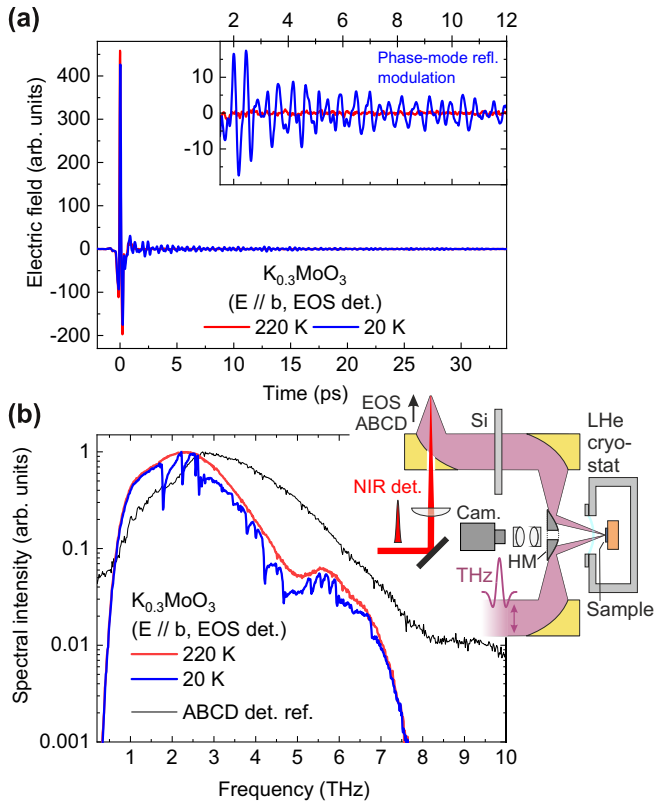 (a)
2 4 6 8 10 12
Electric field (arb. units)
400
300
200
100
0
-100
-200
10
0
-10
Phase-mode refl.
modulation
K0.3MoO3
(E // b, EOS det.)
220 K 20 K
0 5 10 15 20 25 30
Time (ps)
(b)
Spectral intensity (arb. units)
1
0.1
0.01
0.001
K0.3MoO3
(E // b, EOS det.)
220 K
20 K
ABCD det. ref.
1 2 3 4 5 6 7 8 9 10
Frequency (THz)
EOS
ABCD
Si
LHe
cryo-
stat
NIR det.
Cam.
HM
THz
Sample